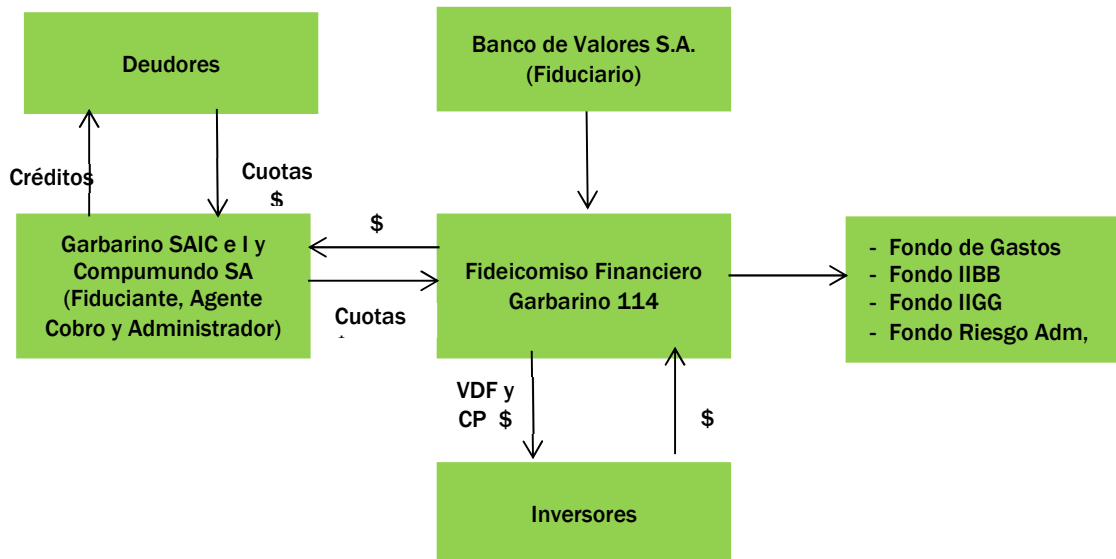 Deudores
Banco de Valores S.A.
(Fiduciario)
Créditos
Cuotas
$
Garbarino SAIC e I y
Compumundo SA
(Fiduciante, Agente
Cobro y Administrador)
$
Cuotas
Fideicomiso Financiero
Garbarino 114
- Fondo de Gastos
- Fondo IIBB
- Fondo IIGG
- Fondo Riesgo Adm,
VDF y
CP $
$
Inversores